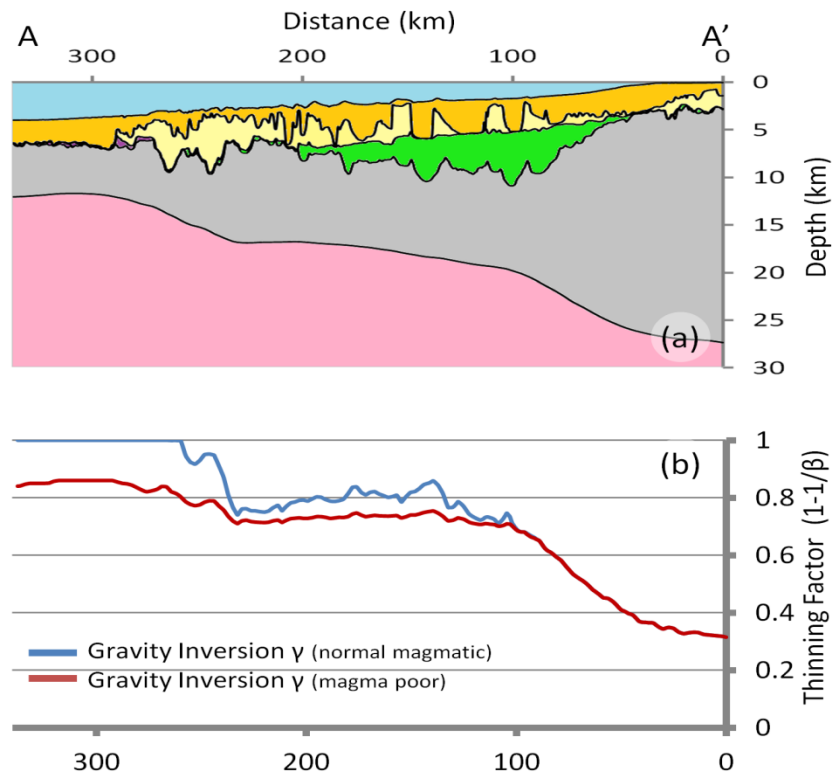 Distance (km)
A A’
300 200 100 0
0
5
10
15
20
25
30
Depth (km)
(a)
(b)
1
0.8
0.6
0.4
0.2
0
Thinning Factor (1-1/β)
Gravity Inversion γ (normal magmatic)
Gravity Inversion γ (magma poor)
300 200 100 0